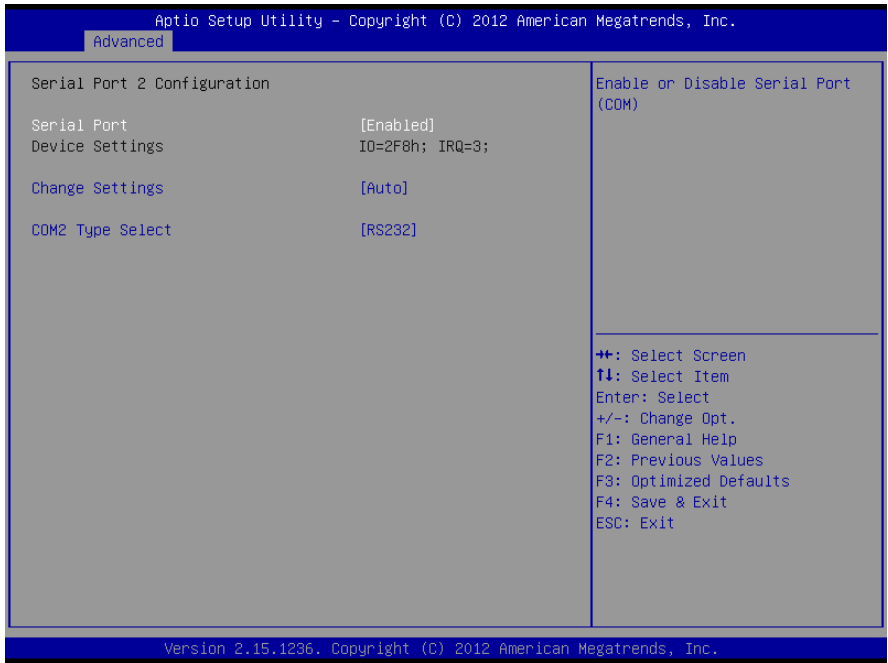 Aptio Setup Utility – Copyright (C) 2012 American Megatrends, Inc.
Advanced
Serial Port 2 Configuration
Serial Port [Enabled]
Device Settings IO=2F8h; IRQ=3;
Change Settings [Auto]
COM2 Type Select [RS232]
Enable or Disable Serial Port
(COM)
→←: Select Screen
↑↓: Select Item
Enter: Select
+/-: Change Opt.
F1: General Help
F2: Previous Values
F3: Optimized Defaults
F4: Save & Exit
ESC: Exit
Version 2.15.1236. Copyright (C) 2012 American Megatrends, Inc.